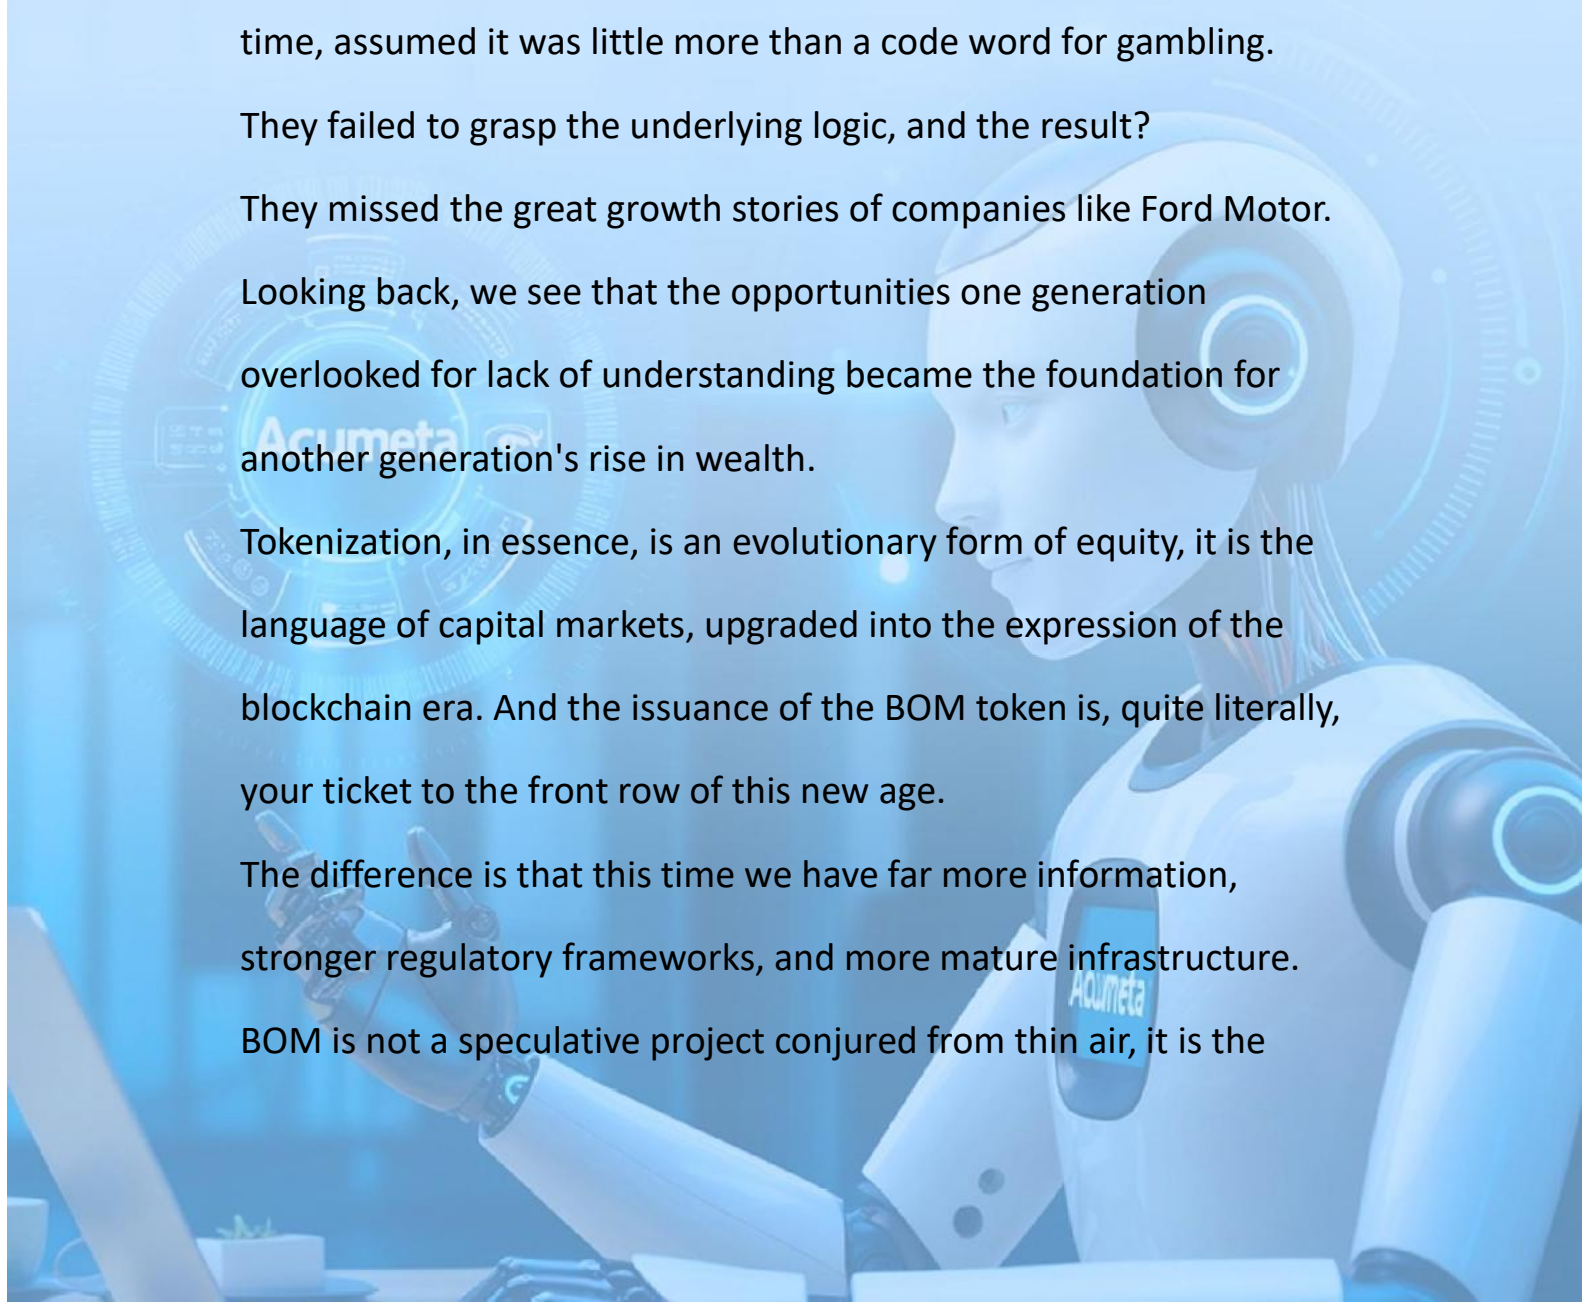 time, assumed it was little more than a code word for gambling.
They failed to grasp the underlying logic, and the result?
They missed the great growth stories of companies like Ford Motor.
Looking back, we see that the opportunities one generation
overlooked for lack of understanding became the foundation for
Acumeta
another generation's rise in wealth.
Tokenization, in essence, is an evolutionary form of equity, it is the
language of capital markets, upgraded into the expression of the
blockchain era. And the issuance of the BOM token is, quite literally,
your ticket to the front row of this new age.
The difference is that this time we have far more information,
stronger regulatory frameworks, and more mature infrastructure.
Acumeta
BOM is not a speculative project conjured from thin air, it is the